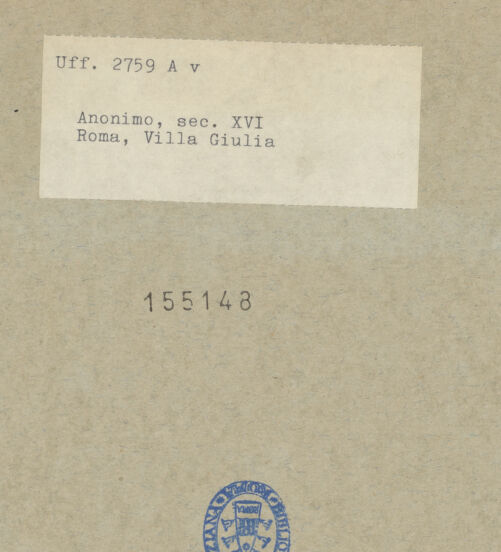 Uff. 2759 A v
Anonimo, sec. XVI
Roma, Villa Giulia
155148